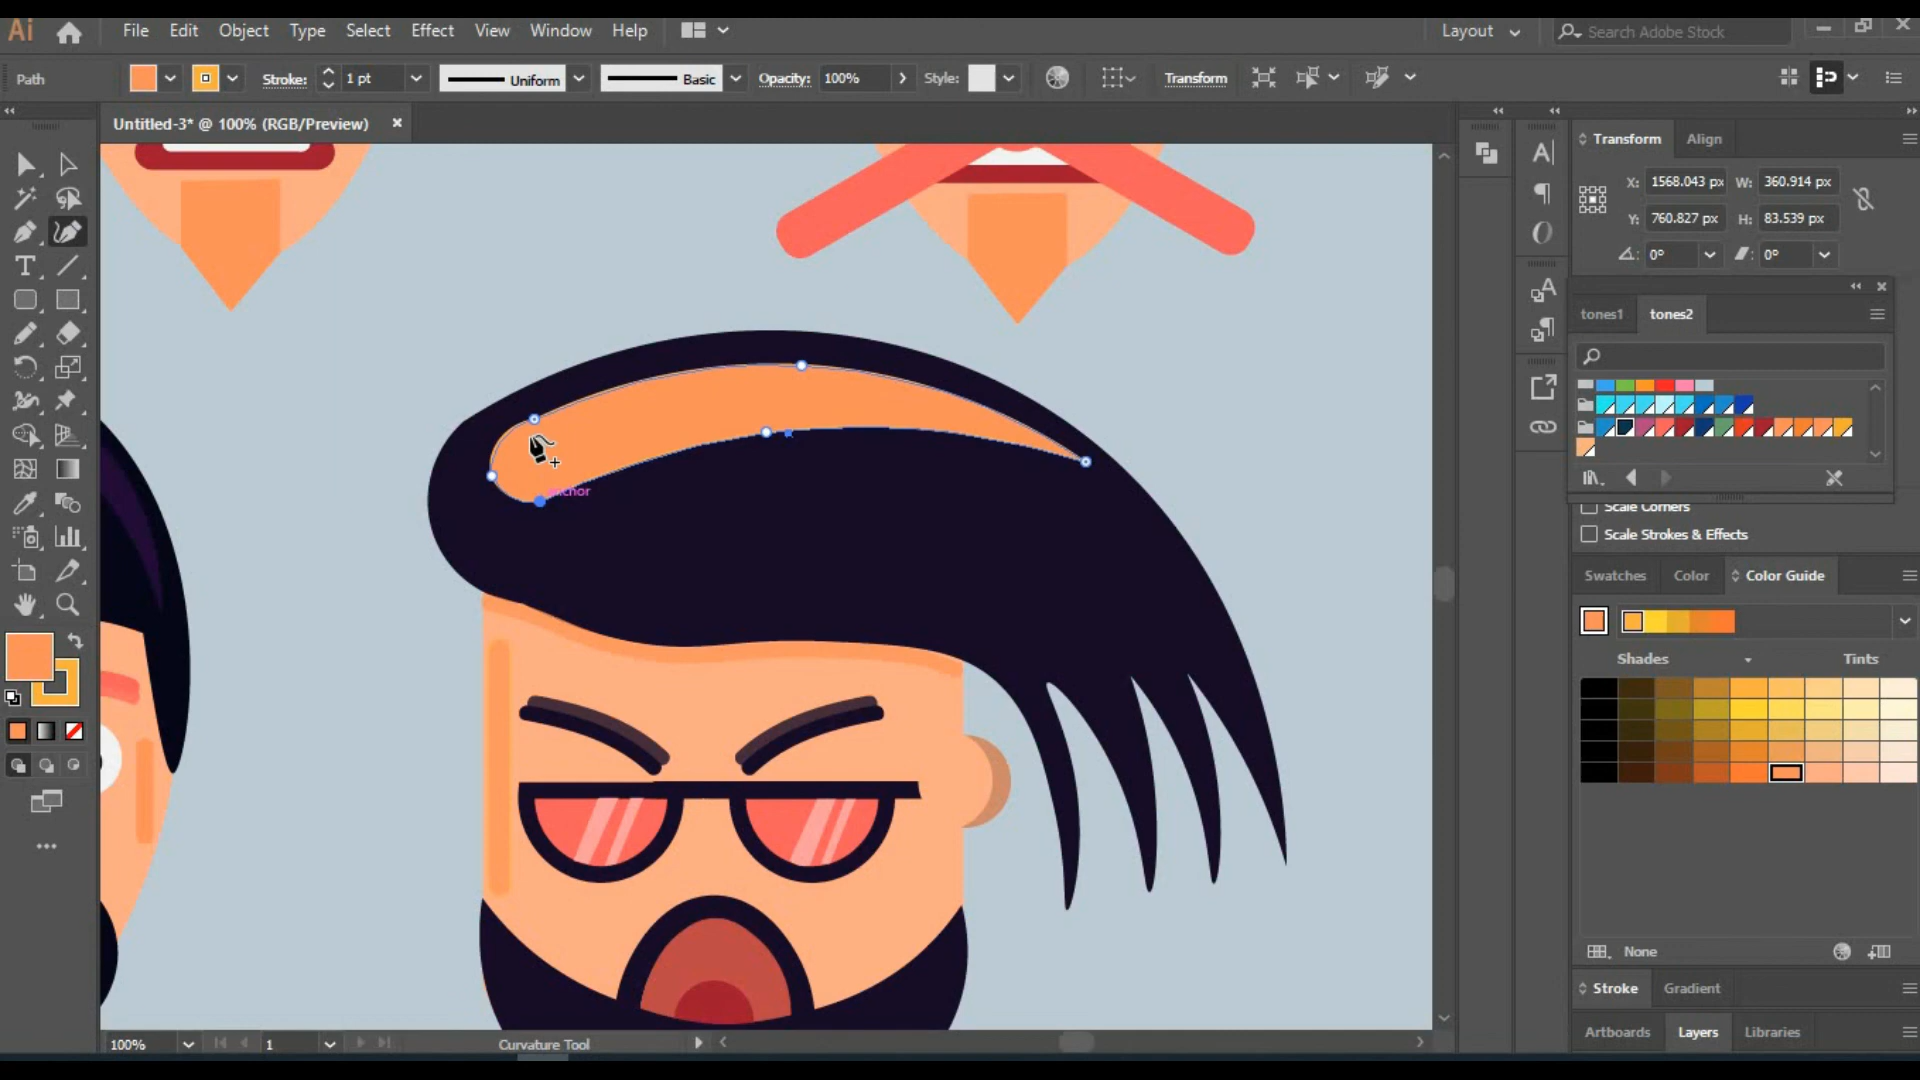 Ai File Edit Object Type Select Effect View Window Help Layout Search Adobe Stock
Path Stroke: 1 pt Uniform Basic Opacity: 100% Style: Transform
Untitled-3* @ 100% (RGB/Preview)
Transform Align
X: 1568.043 px W: 360.914 px
Y: 760.827 px H: 83.539 px
0° 0°
tones1 tones2
anchor
Scale Corners
Scale Strokes & Effects
Swatches Color Color Guide
Shades Tints
None
Stroke Gradient
Artboards Layers Libraries
100% 1 Curvature Tool